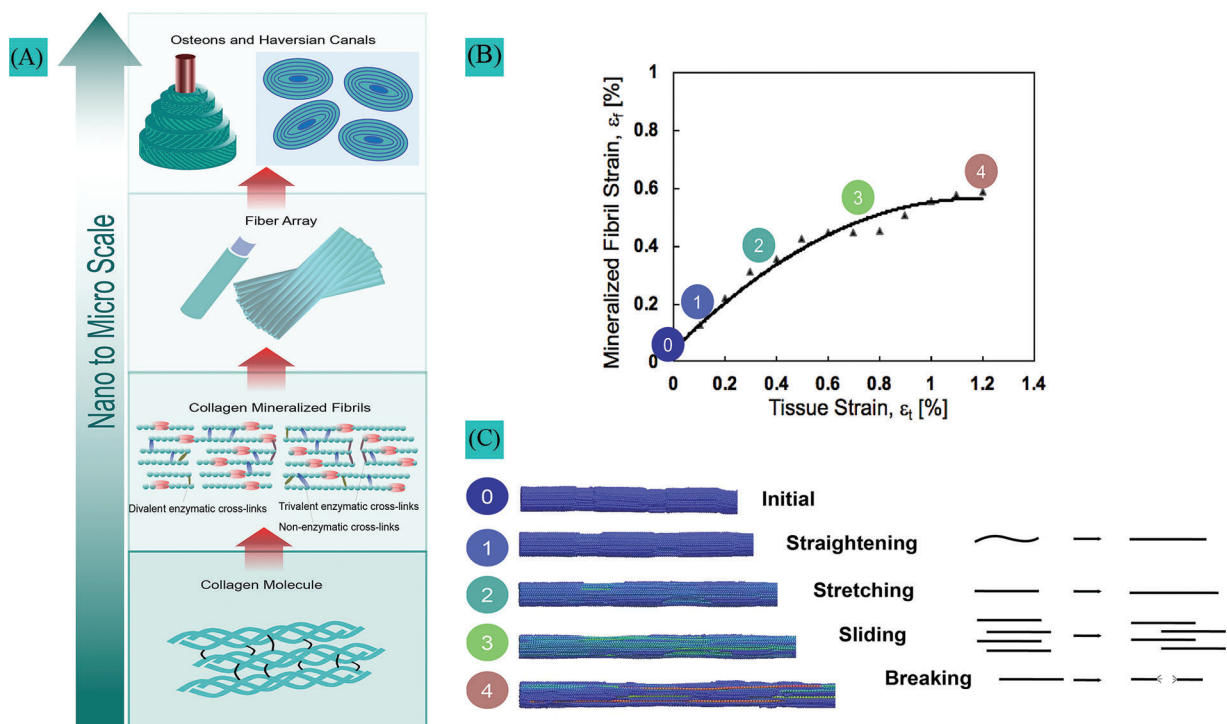 (A)
Nano to Micro Scale
Osteons and Haversian Canals
Fiber Array
Collagen Mineralized Fibrils
Divalent enzymatic cross-links
Trivalent enzymatic cross-links
Non-enzymatic cross-links
Collagen Molecule
(B)
Mineralized Fibril Strain, εf [%]
1
0.8
0.6
0.4
0.2
0
0
1
2
3
4
0 0.2 0.4 0.6 0.8 1 1.2 1.4
Tissue Strain, εt [%]
(C)
0 Initial
1 Straightening
2 Stretching
3 Sliding
4 Breaking